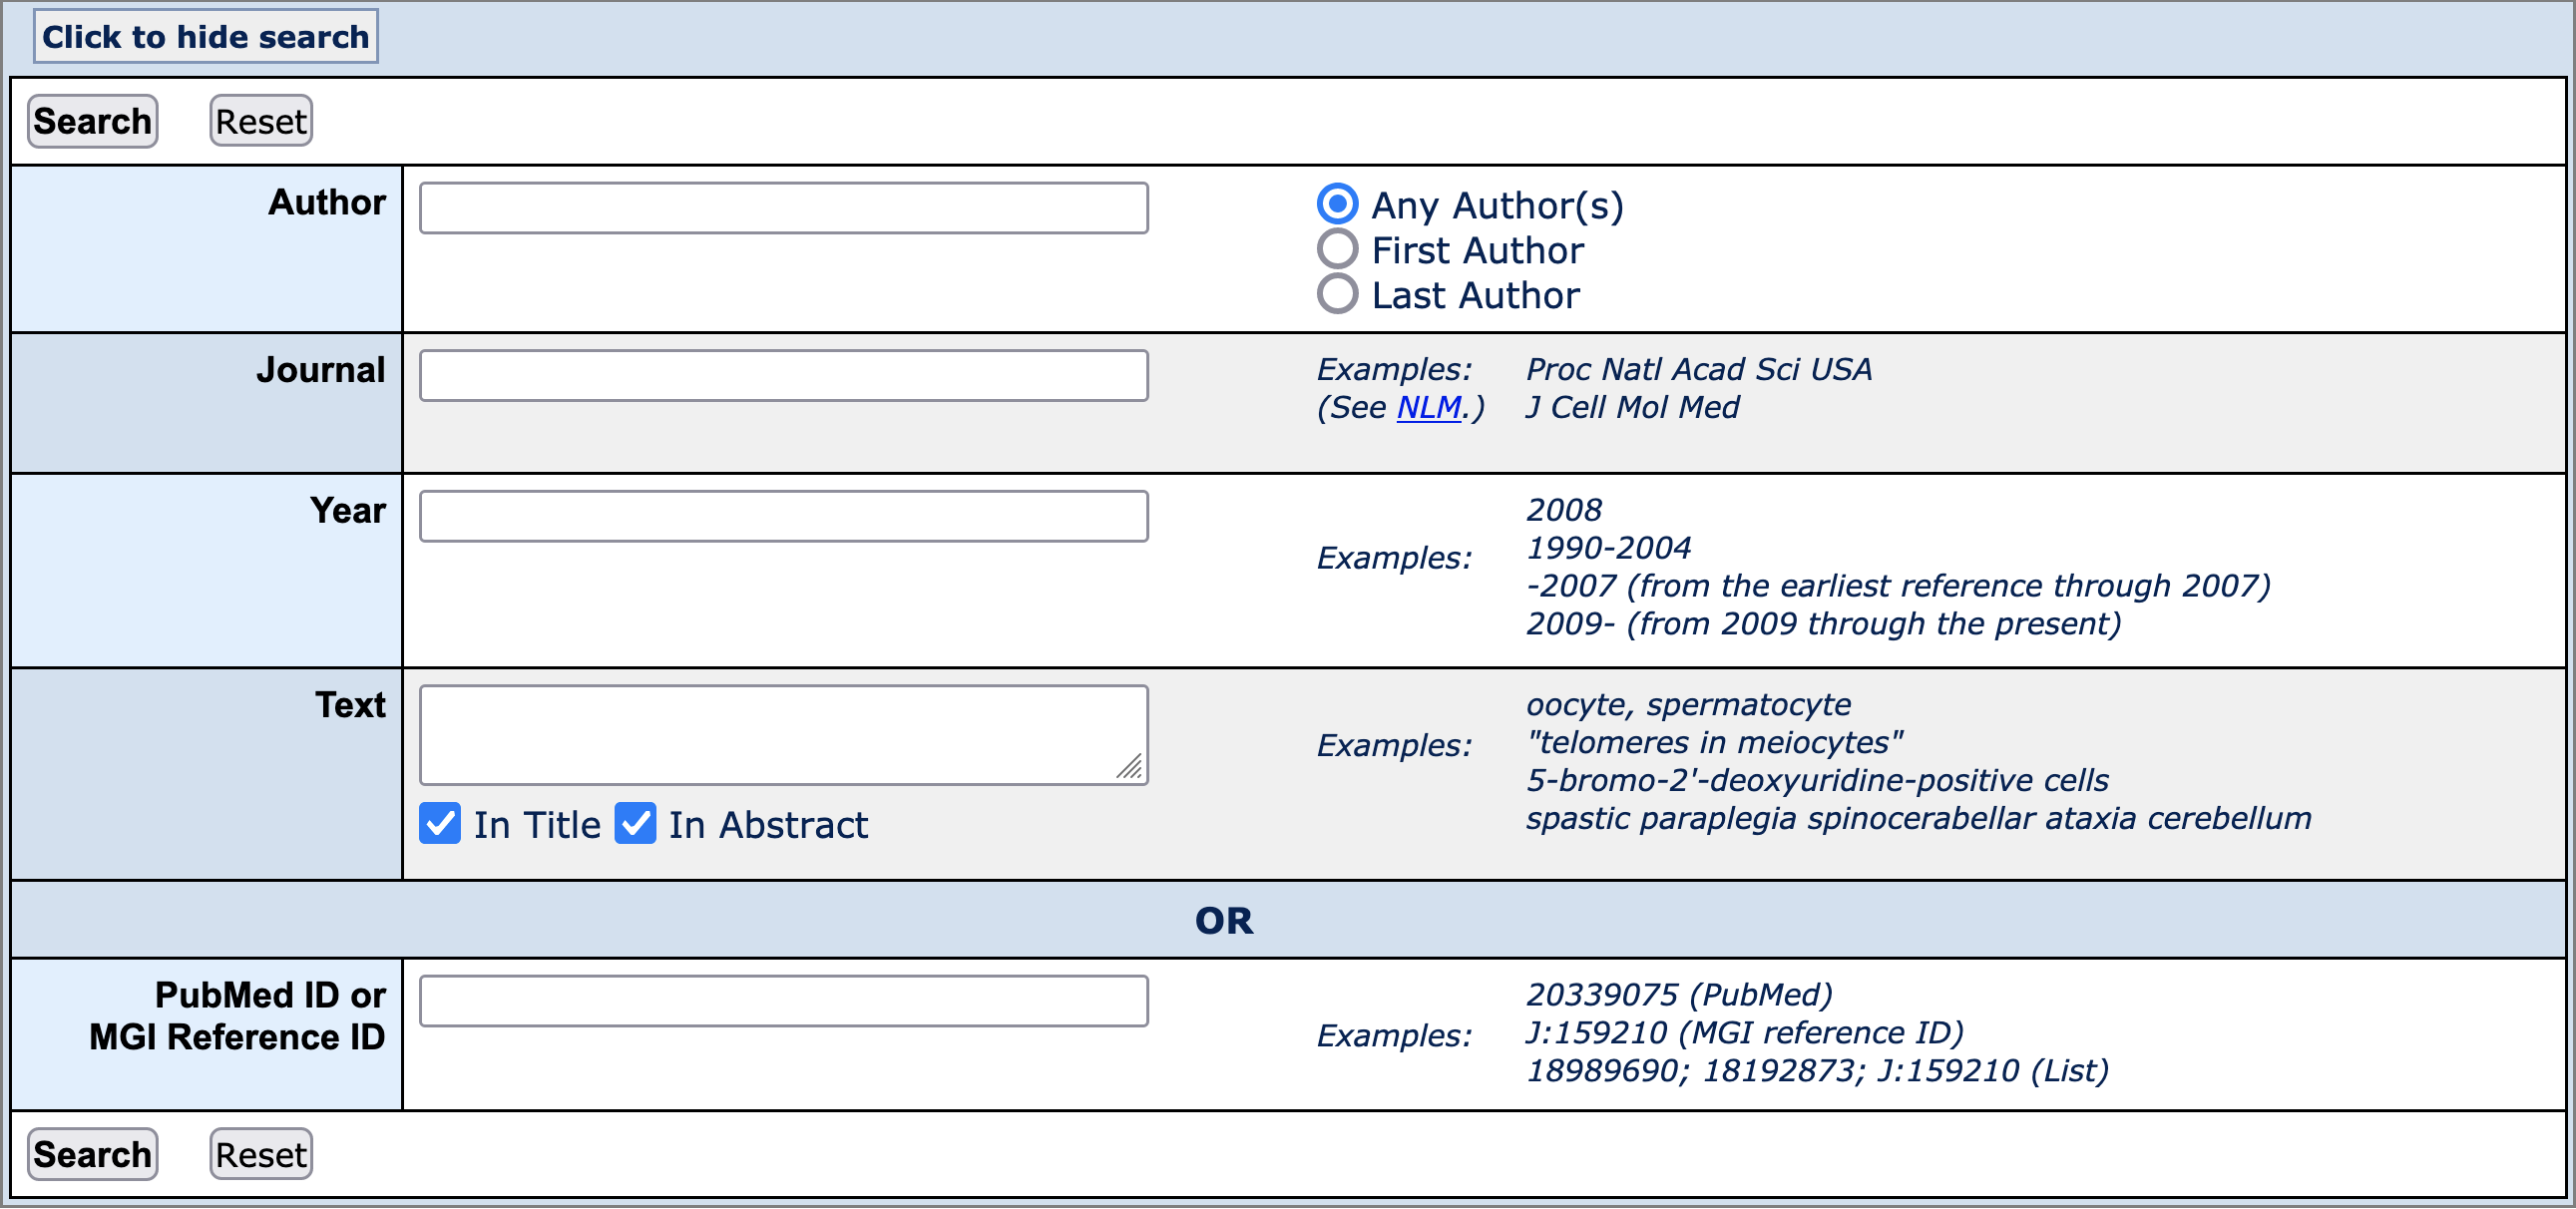 Click to hide search
Search Reset
Author
Any Author(s)
First Author
Last Author
Journal
Examples: Proc Natl Acad Sci USA
(See NLM.) J Cell Mol Med
Year
2008
Examples: 1990-2004
-2007 (from the earliest reference through 2007)
2009- (from 2009 through the present)
Text
oocyte, spermatocyte
Examples: "telomeres in meiocytes"
5-bromo-2'-deoxyuridine-positive cells
spastic paraplegia spinocerabellar ataxia cerebellum
In Title In Abstract
OR
PubMed ID or
MGI Reference ID
20339075 (PubMed)
Examples: J:159210 (MGI reference ID)
18989690; 18192873; J:159210 (List)
Search Reset